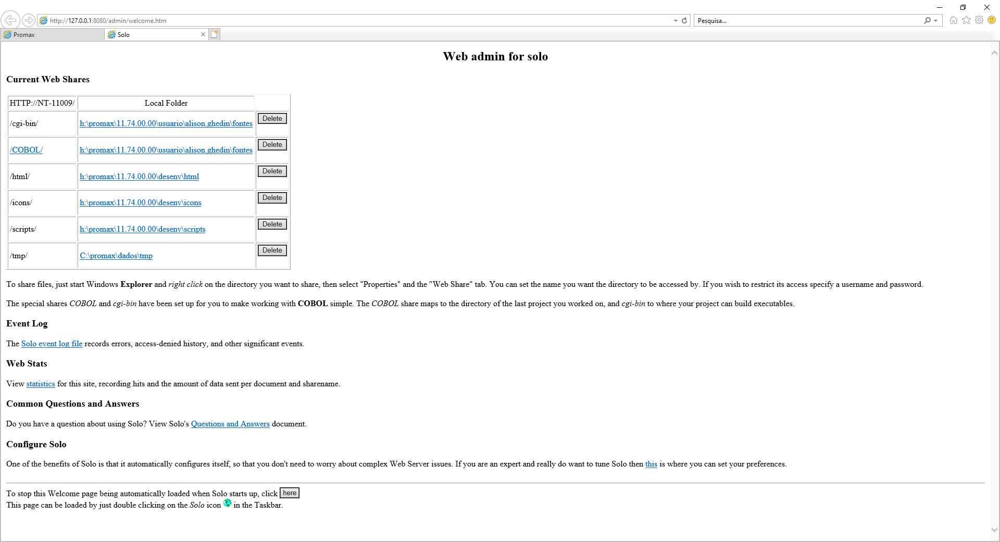 http://127.0.0.1:8080/admin/welcome.htm
Pesquisa...
Promax
Solo
Web admin for solo
Current Web Shares
HTTP://NT-11009/ Local Folder
/cgi-bin/ h:\promax\11.74.00.00\usuario\alison.ghedin\fontes Delete
/COBOL/ h:\promax\11.74.00.00\usuario\alison.ghedin\fontes Delete
/html/ h:\promax\11.74.00.00\desenv\html Delete
/icons/ h:\promax\11.74.00.00\desenv\icons Delete
/scripts/ h:\promax\11.74.00.00\desenv\scripts Delete
/tmp/ C:\promax\dados\tmp Delete
To share files, just start Windows Explorer and right click on the directory you want to share, then select "Properties" and the "Web Share" tab. You can set the name you want the directory to be accessed by. If you wish to restrict its access specify a username and password.
The special shares COBOL and cgi-bin have been set up for you to make working with COBOL simple. The COBOL share maps to the directory of the last project you worked on, and cgi-bin to where your project can build executables.
Event Log
The Solo event log file records errors, access-denied history, and other significant events.
Web Stats
View statistics for this site, recording hits and the amount of data sent per document and sharename.
Common Questions and Answers
Do you have a question about using Solo? View Solo's Questions and Answers document.
Configure Solo
One of the benefits of Solo is that it automatically configures itself, so that you don't need to worry about complex Web Server issues. If you are an expert and really do want to tune Solo then this is where you can set your preferences.
To stop this Welcome page being automatically loaded when Solo starts up, click here
This page can be loaded by just double clicking on the Solo icon in the Taskbar.